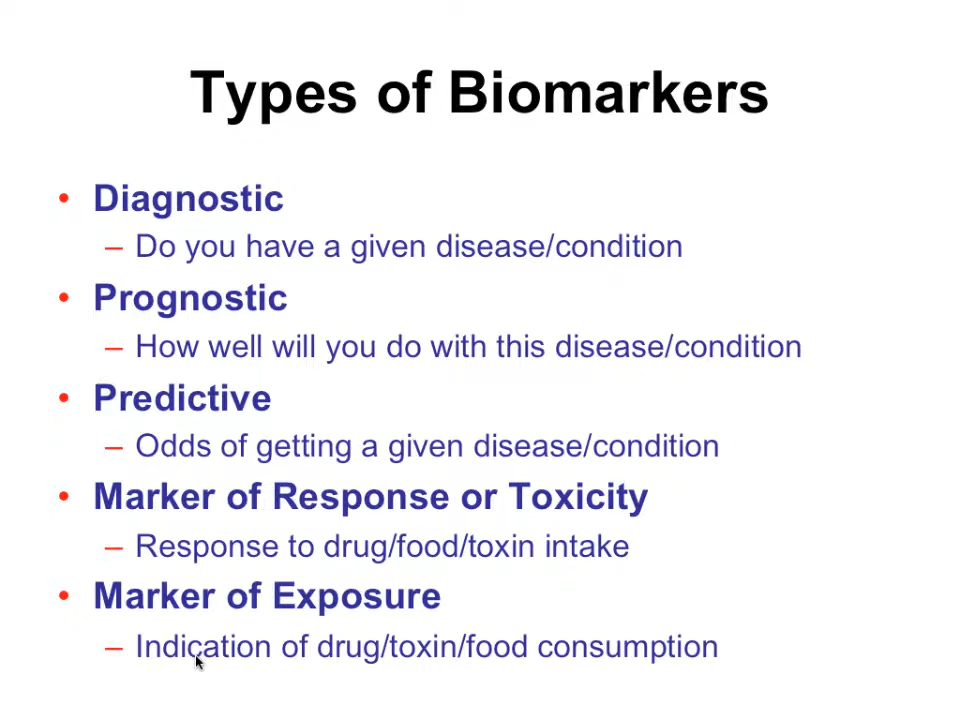 Types of Biomarkers
• Diagnostic
– Do you have a given disease/condition
• Prognostic
– How well will you do with this disease/condition
• Predictive
– Odds of getting a given disease/condition
• Marker of Response or Toxicity
– Response to drug/food/toxin intake
• Marker of Exposure
– Indication of drug/toxin/food consumption